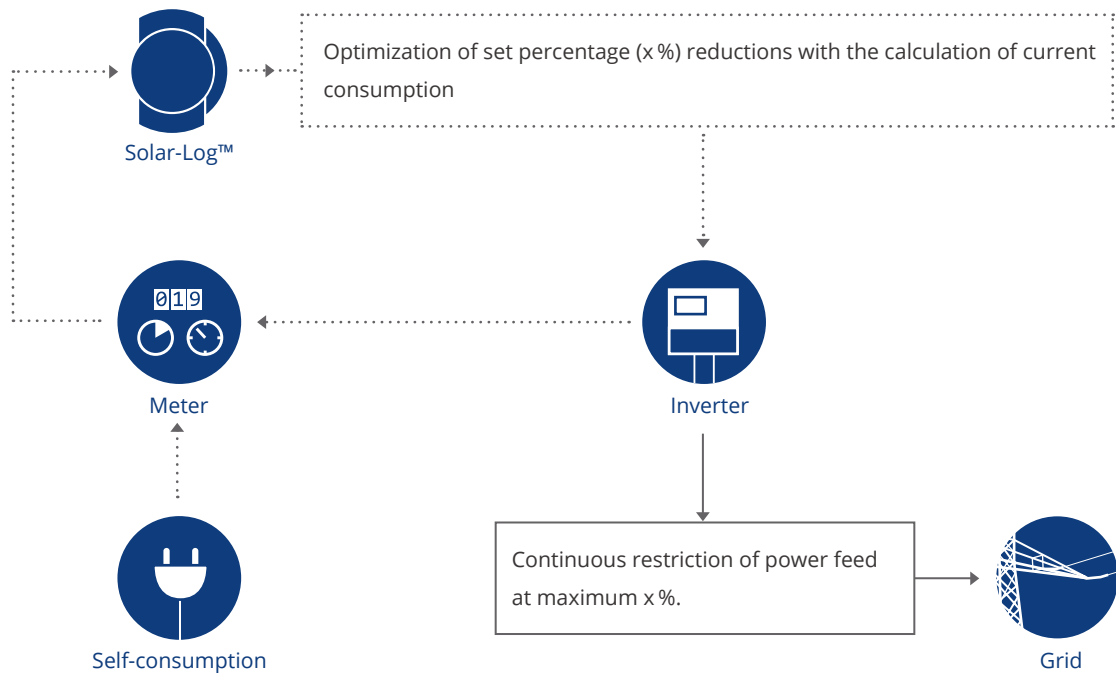 Optimization of set percentage (x %) reductions with the calculation of current
consumption
Solar-Log™
019
Meter
Inverter
Continuous restriction of power feed
at maximum x %.
Self-consumption
Grid